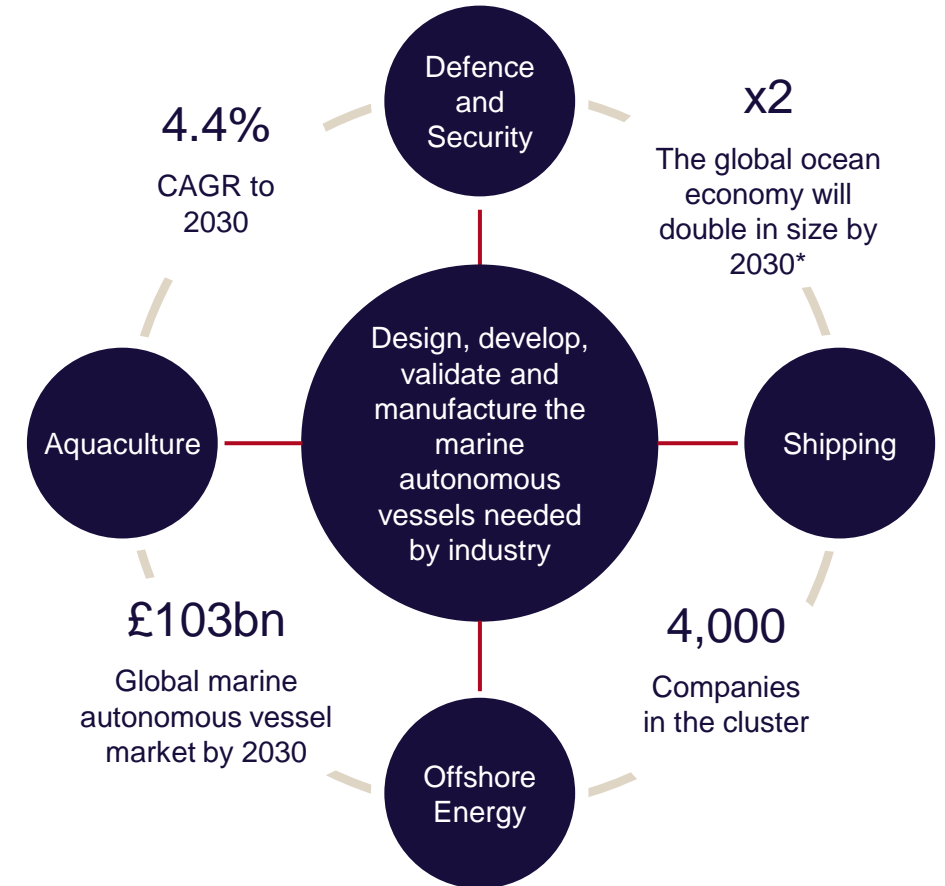 Defence
and
Security
4.4%
CAGR to
2030
x2
The global ocean
economy will
double in size by
2030*
Design, develop,
validate and
manufacture the
marine
autonomous
vessels needed
by industry
Aquaculture
Shipping
£103bn
Global marine
autonomous vessel
market by 2030
4,000
Companies
in the cluster
Offshore
Energy